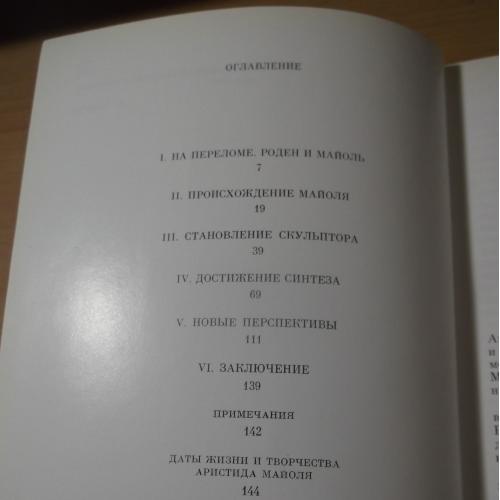 ОГЛАВЛЕНИЕ
I. НА ПЕРЕЛОМЕ. РОДЕН И МАЙОЛЬ
7
II. ПРОИСХОЖДЕНИЕ МАЙОЛЯ
19
III. СТАНОВЛЕНИЕ СКУЛЬПТОРА
39
IV. ДОСТИЖЕНИЕ СИНТЕЗА
69
V. НОВЫЕ ПЕРСПЕКТИВЫ
111
VI. ЗАКЛЮЧЕНИЕ
139
ПРИМЕЧАНИЯ
142
ДАТЫ ЖИЗНИ И ТВОРЧЕСТВА
АРИСТИДА МАЙОЛЯ
144